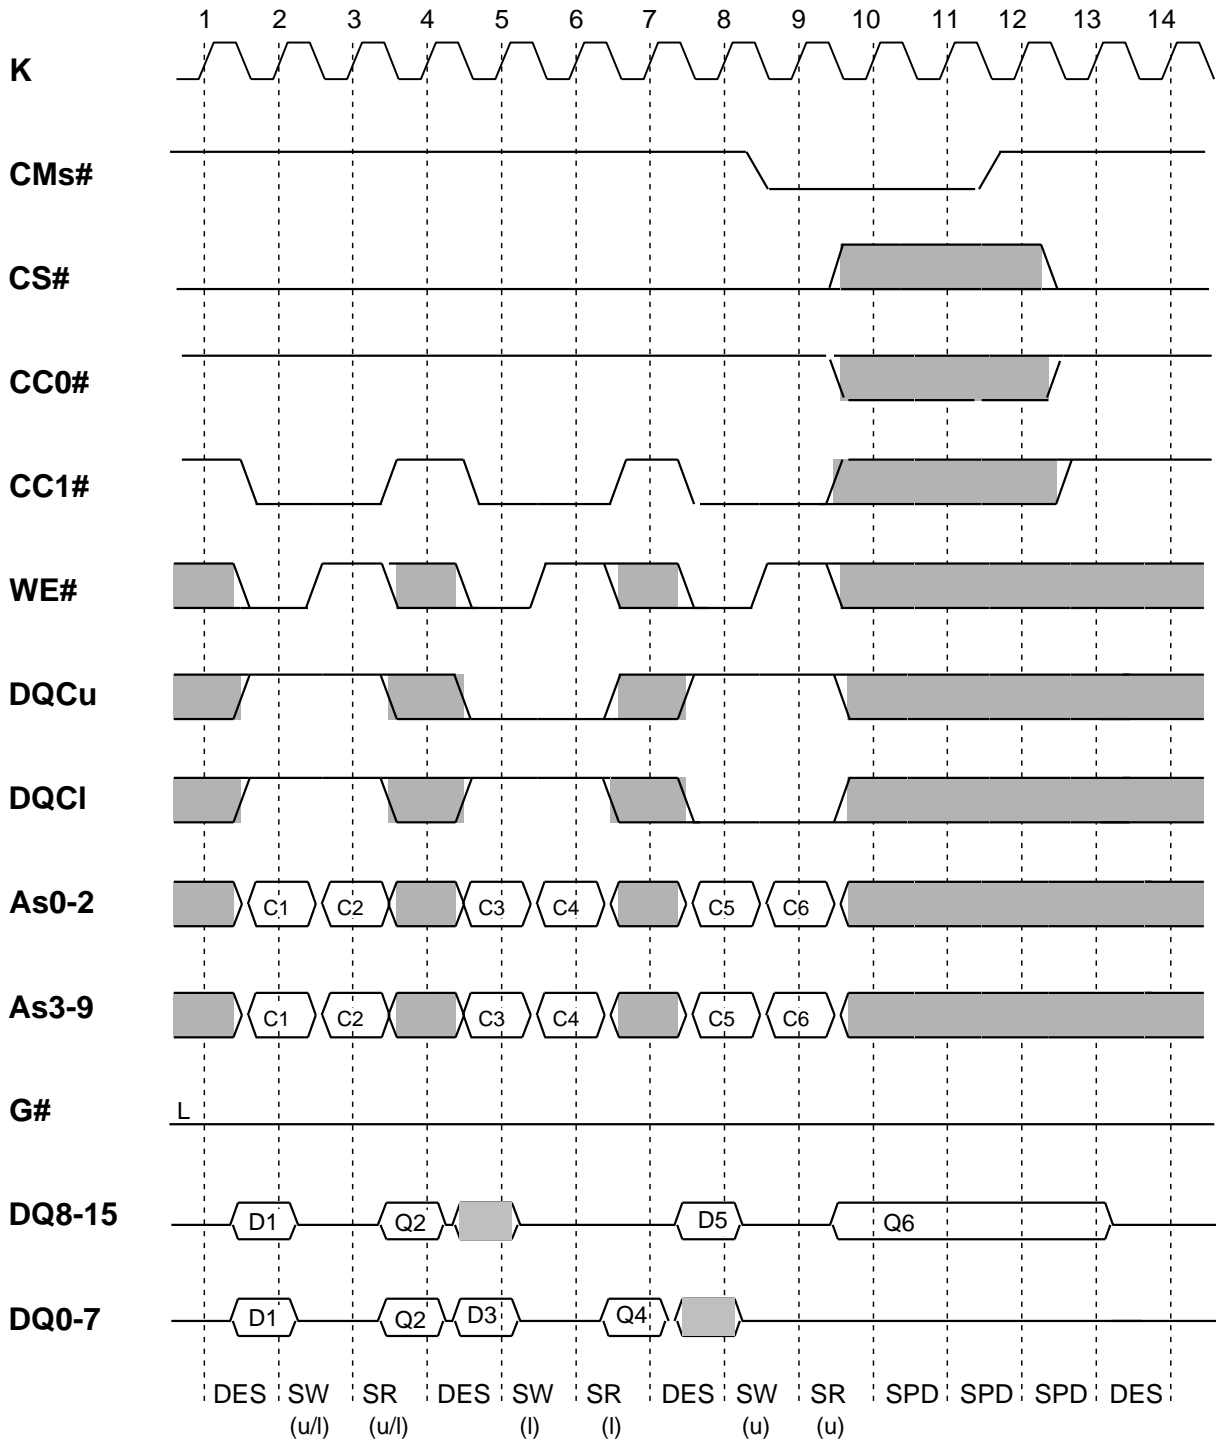 1 2 3 4 5 6 7 8 9 10 11 12 13 14
K
CMs#
CS#
CC0#
CC1#
WE#
DQCu
DQCl
As0-2 C1 C2 C3 C4 C5 C6
As3-9 C1 C2 C3 C4 C5 C6
G# L
DQ8-15 D1 Q2 D5 Q6
DQ0-7 D1 Q2 D3 Q4
DES SW SR DES SW SR DES SW SR SPD SPD SPD DES
(u/l) (u/l) (l) (l) (u) (u)